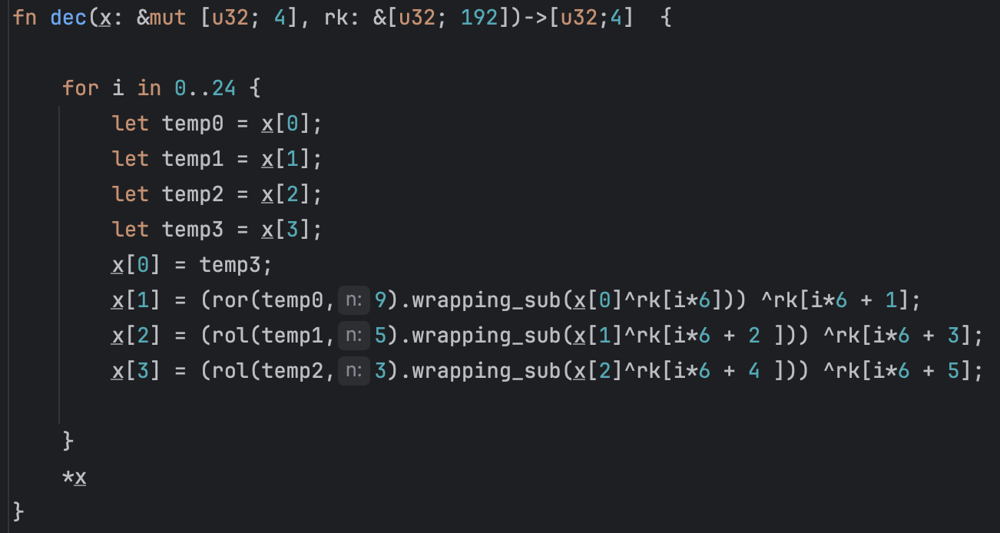 fn dec(x: &mut [u32; 4], rk: &[u32; 192])->[u32;4]  {
for i in 0..24 {
let temp0 = x[0];
let temp1 = x[1];
let temp2 = x[2];
let temp3 = x[3];
x[0] = temp3;
x[1] = (ror(temp0, n: 9).wrapping_sub(x[0]^rk[i*6])) ^rk[i*6 + 1];
x[2] = (rol(temp1, n: 5).wrapping_sub(x[1]^rk[i*6 + 2 ])) ^rk[i*6 + 3];
x[3] = (rol(temp2, n: 3).wrapping_sub(x[2]^rk[i*6 + 4 ])) ^rk[i*6 + 5];
}
*x
}